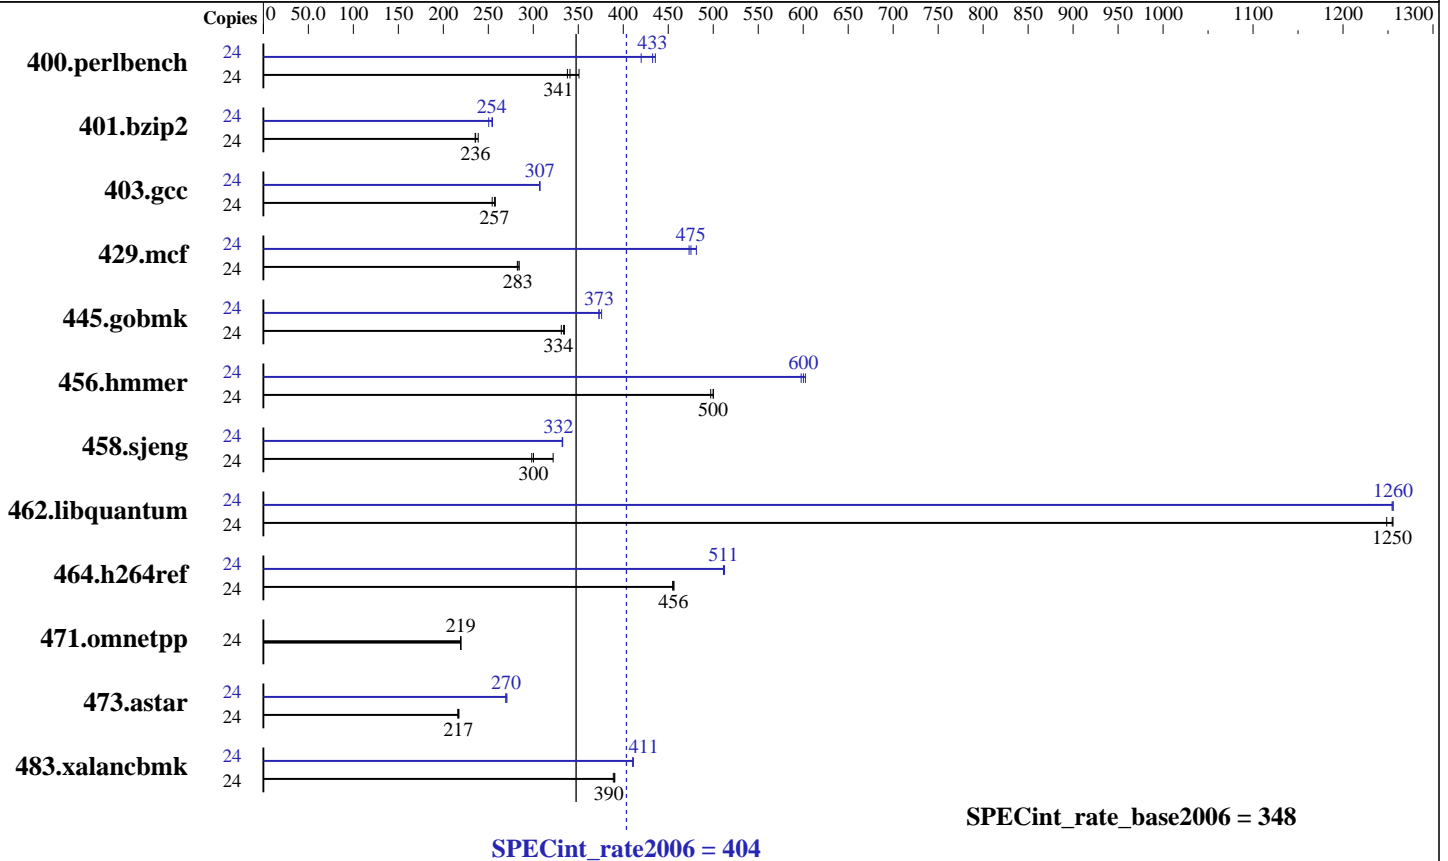 Copies 0 50.0 100 150 200 250 300 350 400 450 500 550 600 650 700 750 800 850 900 950 1000 1100 1200 1300
24 433
400.perlbench
24 341
24 254
401.bzip2
24 236
24 307
403.gcc
24 257
24 475
429.mcf
24 283
24 373
445.gobmk
24 334
24 600
456.hmmer
24 500
24 332
458.sjeng
24 300
24 1260
462.libquantum
24 1250
24 511
464.h264ref
24 456
471.omnetpp 24 219
24 270
473.astar
24 217
24 411
483.xalancbmk
24 390
SPECint_rate_base2006 = 348
SPECint_rate2006 = 404